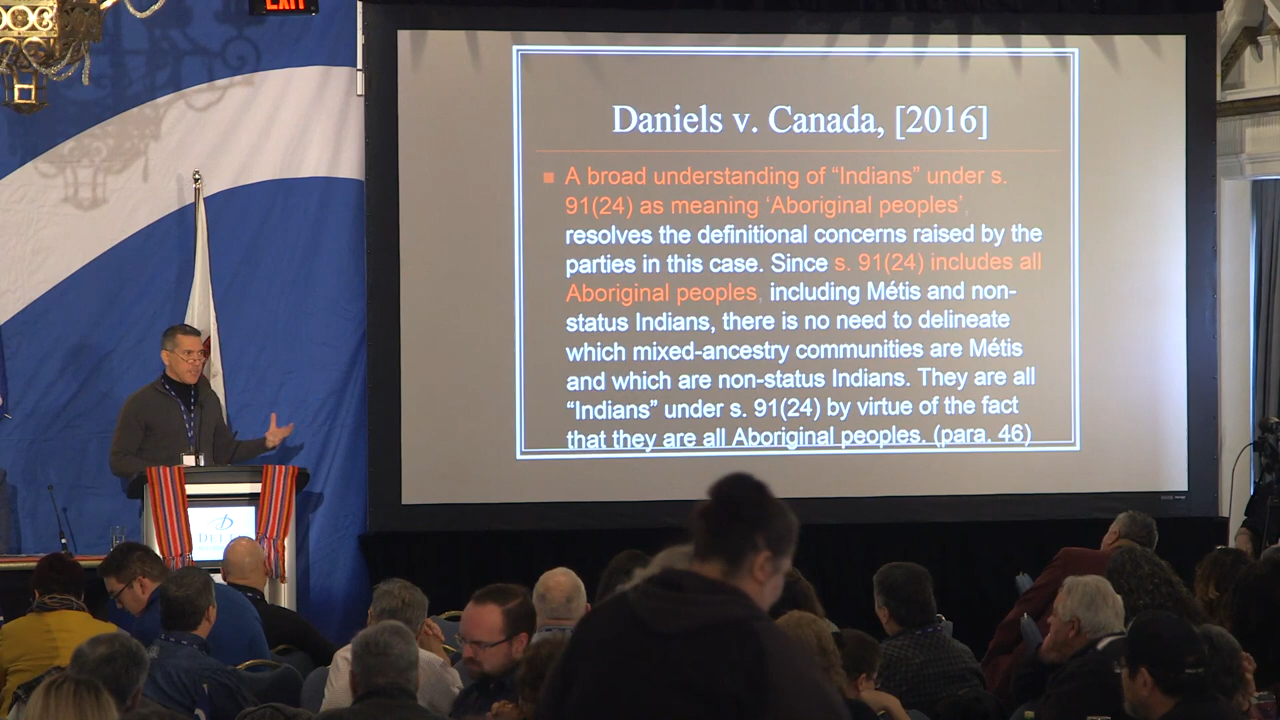 EXIT
Daniels v. Canada, [2016]
A broad understanding of “Indians” under s.
91(24) as meaning ‘Aboriginal peoples’,
resolves the definitional concerns raised by the
parties in this case. Since s. 91(24) includes all
Aboriginal peoples, including Métis and non-
status Indians, there is no need to delineate
which mixed-ancestry communities are Métis
and which are non-status Indians. They are all
“Indians” under s. 91(24) by virtue of the fact
that they are all Aboriginal peoples. (para. 46)